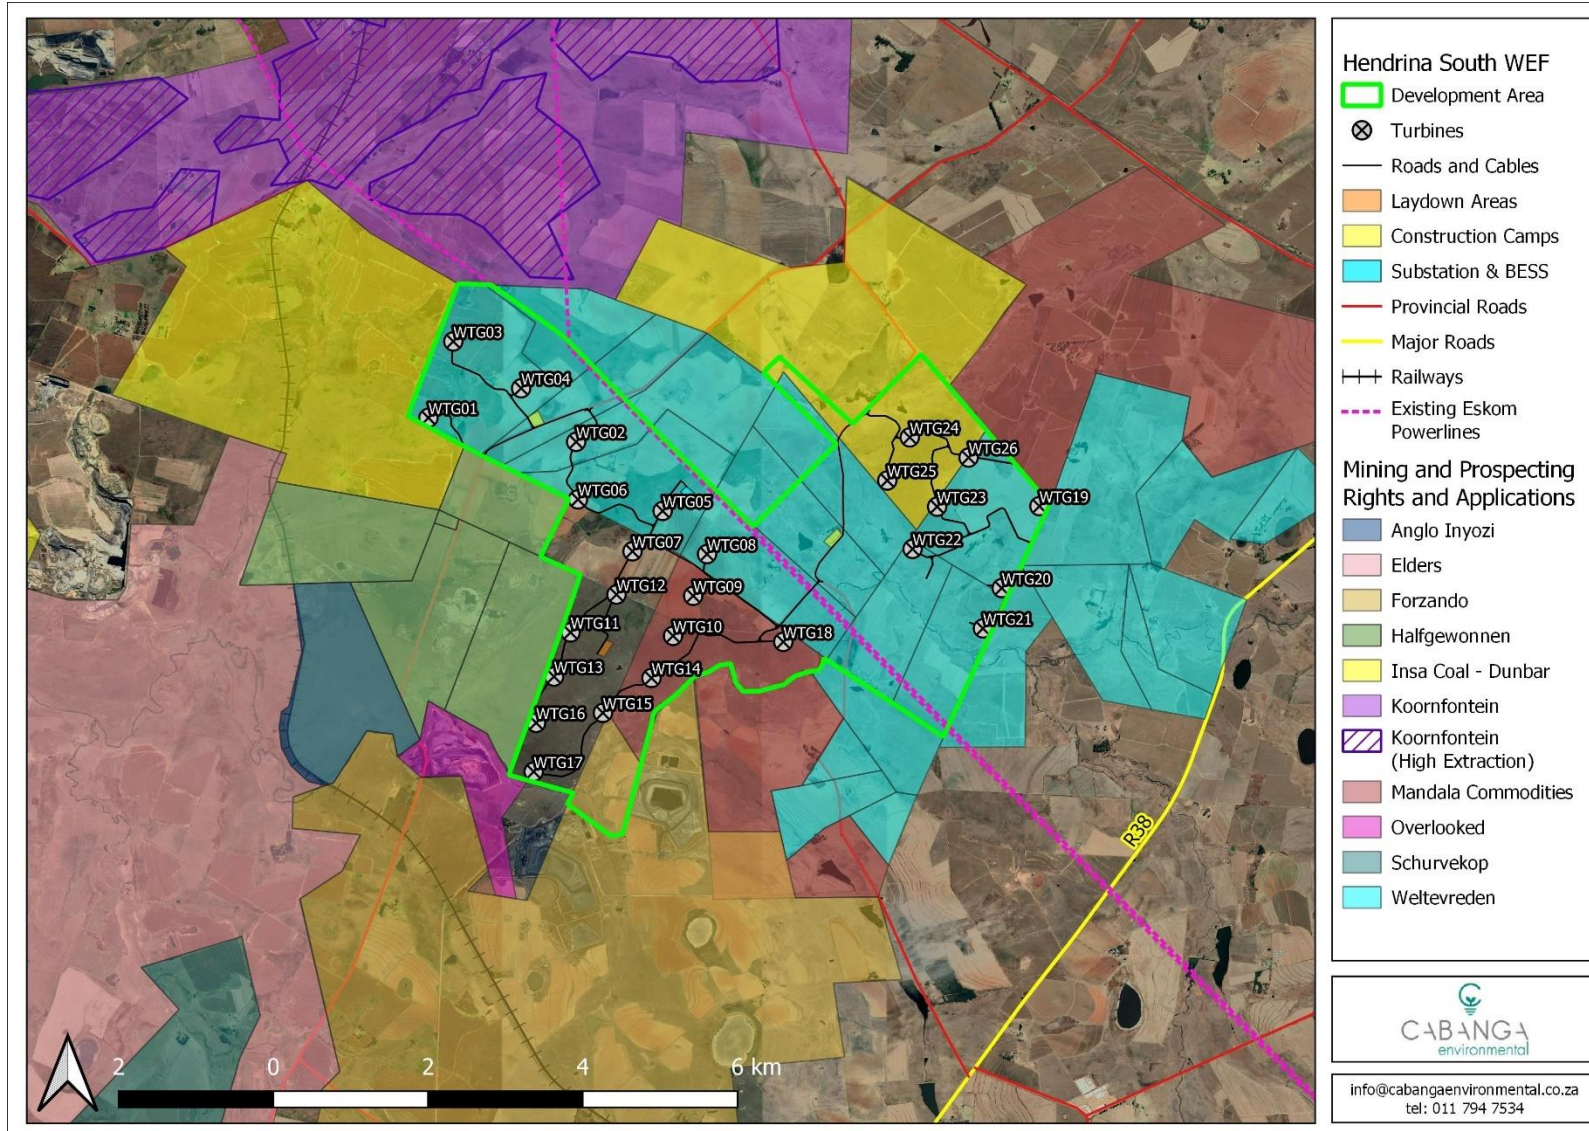 WTG03
WTG04
WTG01
WTG02
WTG24
WTG26
WTG25
WTG06
WTG05
WTG23
WTG19
WTG07
WTG08
WTG22
WTG12
WTG09
WTG20
WTG11
WTG10
WTG18
WTG21
WTG13
WTG14
WTG16
WTG15
WTG17
R38
2 0 2 4 6 km
Hendrina South WEF
Development Area
Turbines
Roads and Cables
Laydown Areas
Construction Camps
Substation & BESS
Provincial Roads
Major Roads
Railways
Existing Eskom
Powerlines
Mining and Prospecting
Rights and Applications
Anglo Inyozi
Elders
Forzando
Halfgewonnen
Insa Coal - Dunbar
Koornfontein
Koornfontein
(High Extraction)
Mandala Commodities
Overlooked
Schurvekop
Weltevreden
CABANGA
environmental
info@cabangaenvironmental.co.za
tel: 011 794 7534